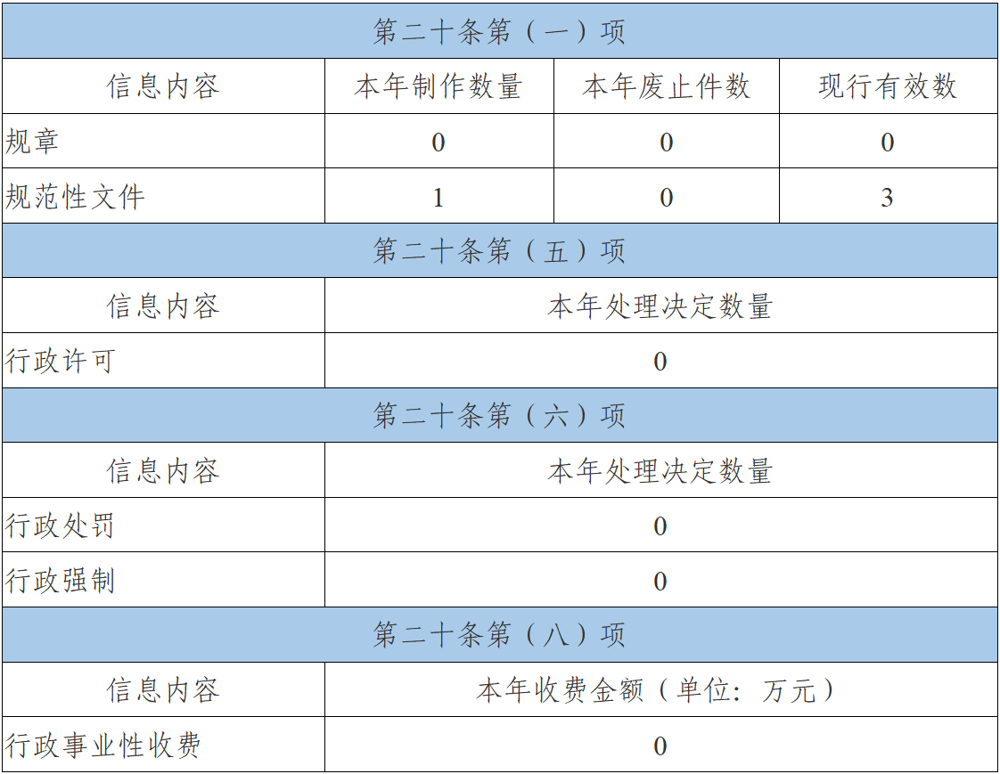 第二十条第（一）项
信息内容 本年制作数量 本年废止件数 现行有效数
规章 0 0 0
规范性文件 1 0 3
第二十条第（五）项
信息内容 本年处理决定数量
行政许可 0
第二十条第（六）项
信息内容 本年处理决定数量
行政处罚 0
行政强制 0
第二十条第（八）项
信息内容 本年收费金额（单位：万元）
行政事业性收费 0